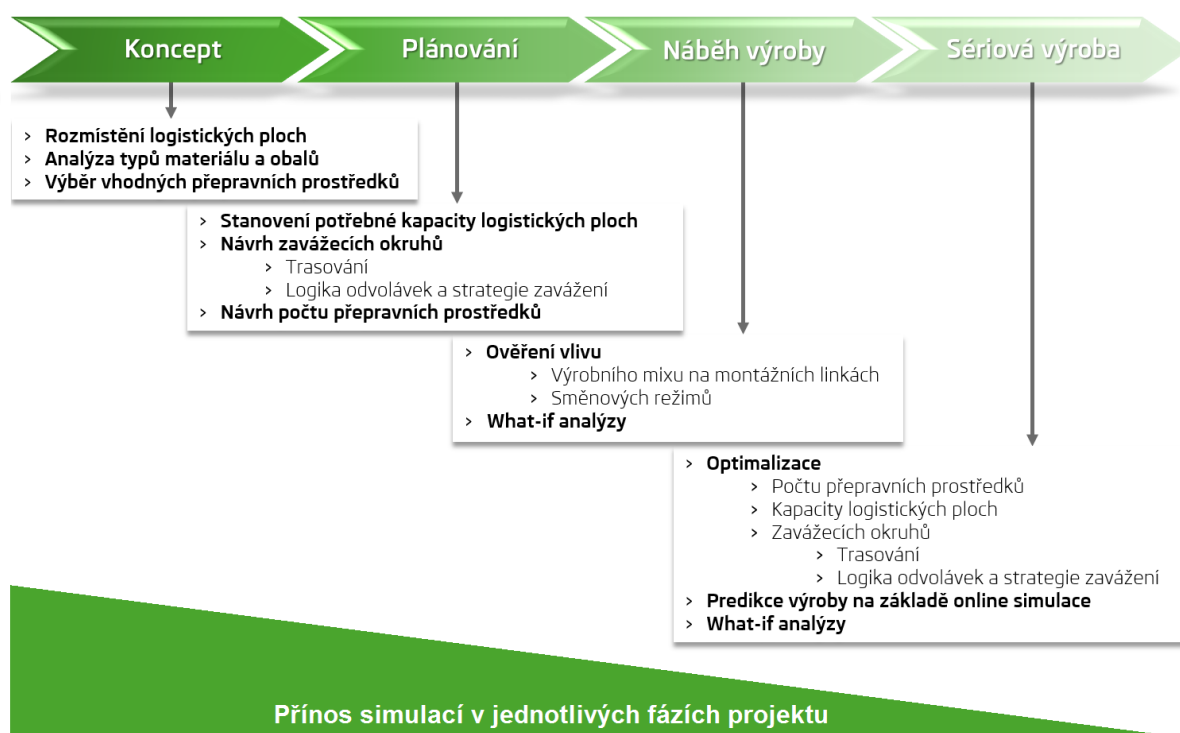 Koncept
Plánování
Náběh výroby
Sériová výroba
> Rozmístění logistických ploch
> Analýza typů materiálu a obalů
> Výběr vhodných přepravních prostředků
> Stanovení potřebné kapacity logistických ploch
> Návrh zavážecích okruhů
> Trasování
> Logika odvolávek a strategie zavážení
> Návrh počtu přepravních prostředků
> Ověření vlivu
> Výrobního mixu na montážních linkách
> Směnových režimů
> What-if analýzy
> Optimalizace
> Počtu přepravních prostředků
> Kapacity logistických ploch
> Zavážecích okruhů
> Trasování
> Logika odvolávek a strategie zavážení
> Predikce výroby na základě online simulace
> What-if analýzy
Přínos simulací v jednotlivých fázích projektu